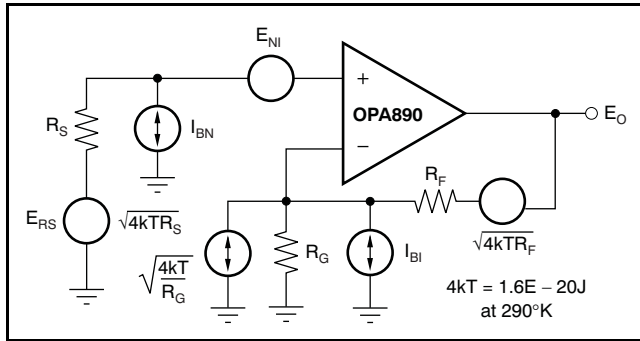 E_NI
+
OPA890
−
E_O
R_S
I_BN
R_F
E_RS
√4kTR_S
√4kT/R_G
R_G
I_BI
√4kTR_F
4kT = 1.6E – 20J
at 290°K